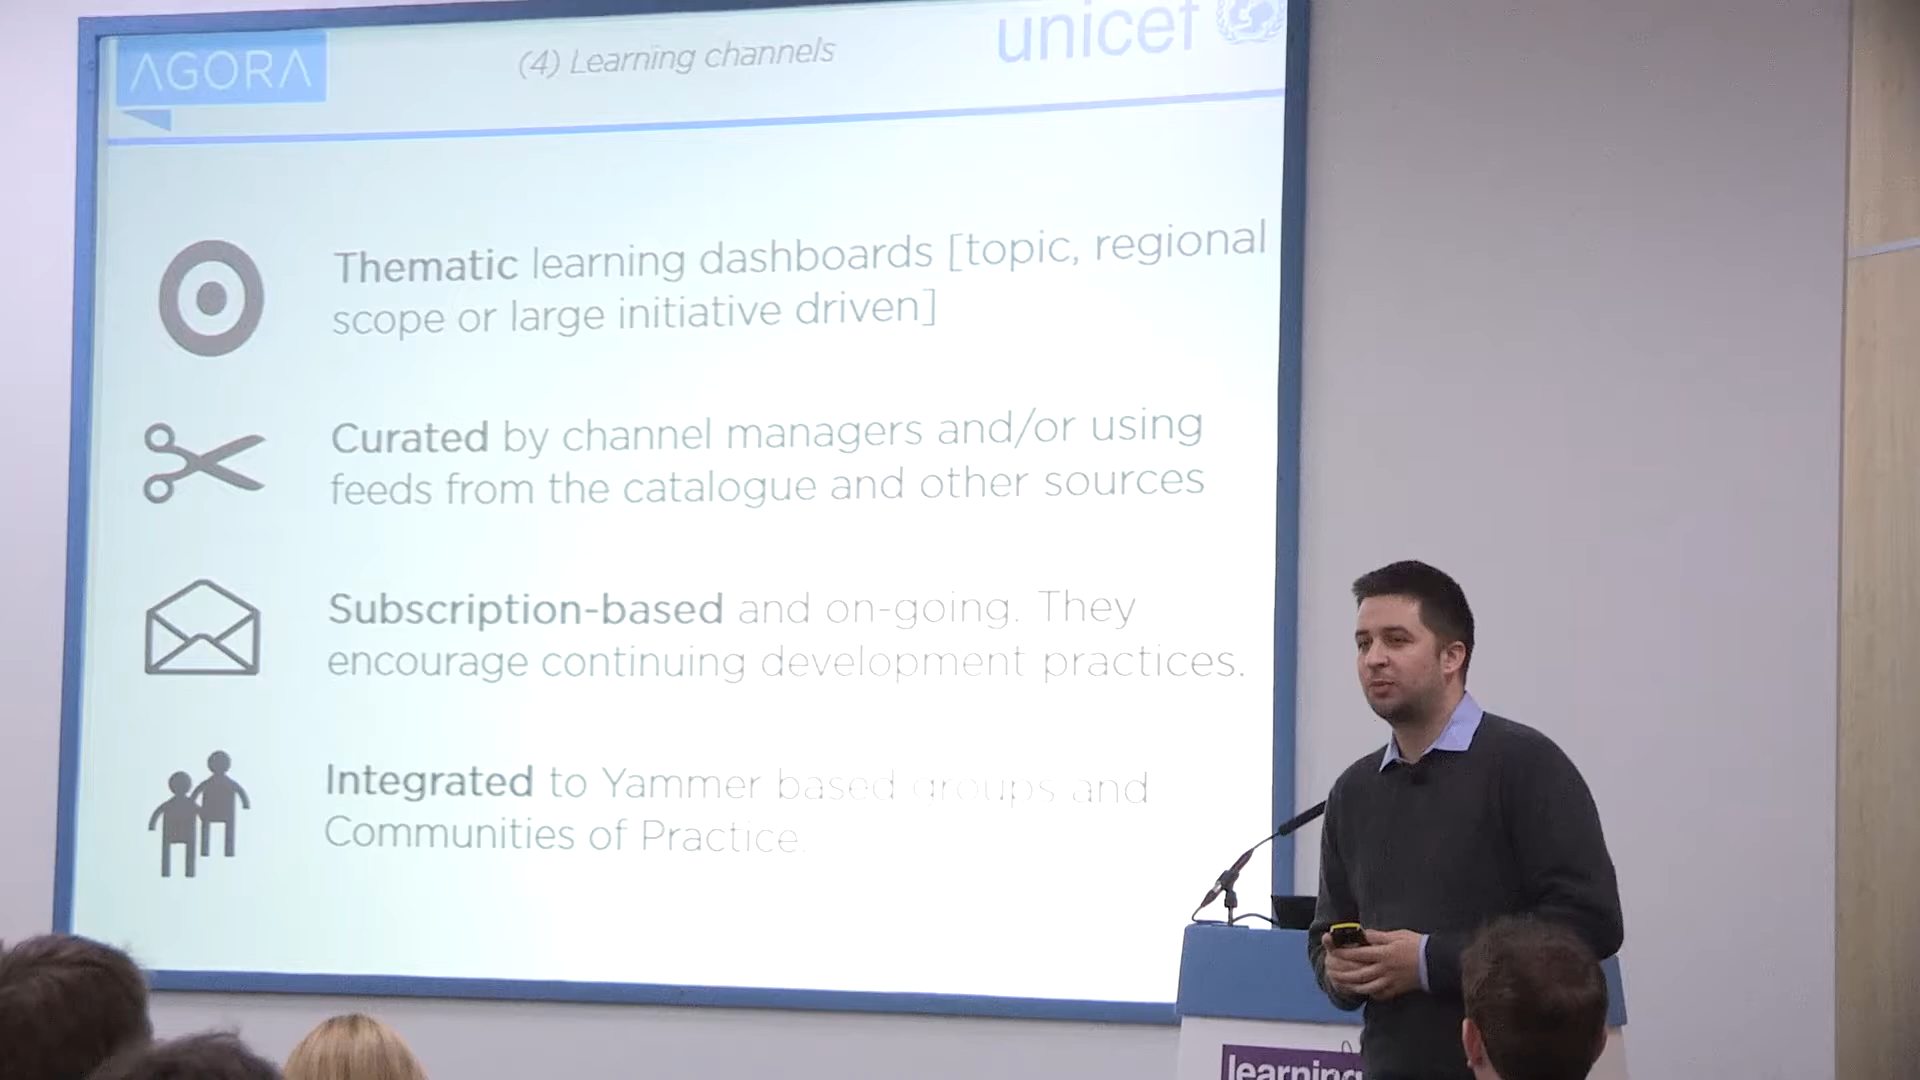 AGORA
(4) Learning channels
unicef
Thematic learning dashboards [topic, regional
scope or large initiative driven]
Curated by channel managers and/or using
feeds from the catalogue and other sources
Subscription-based and on-going. They
encourage continuing development practices.
Integrated to Yammer based groups and
Communities of Practice.
learning